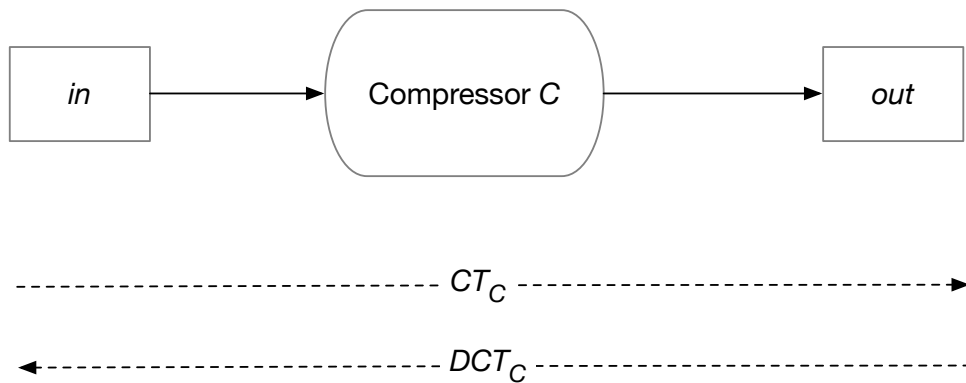 in
Compressor C
out
CT_C
DCT_C